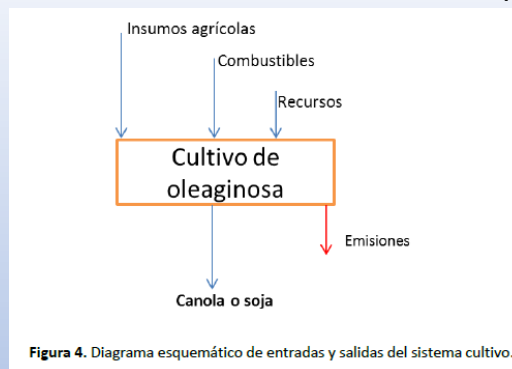 Insumos agrícolas
Combustibles
Recursos
Cultivo de
oleaginosa
Emisiones
Canola o soja
Figura 4. Diagrama esquemático de entradas y salidas del sistema cultivo.